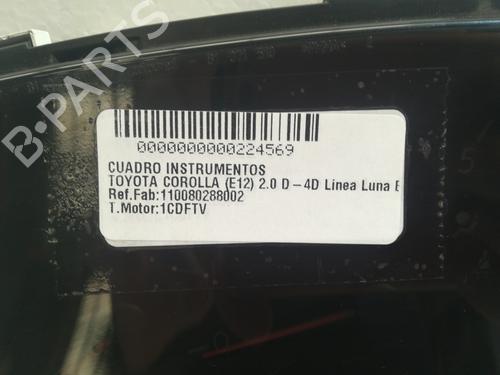 0000000000224569
CUADRO INSTRUMENTOS
TOYOTA COROLLA (E12) 2.0 D-4D Linea Luna
Ref.Fab:110080288002
T.Motor:1CDFTV
B-PARTS